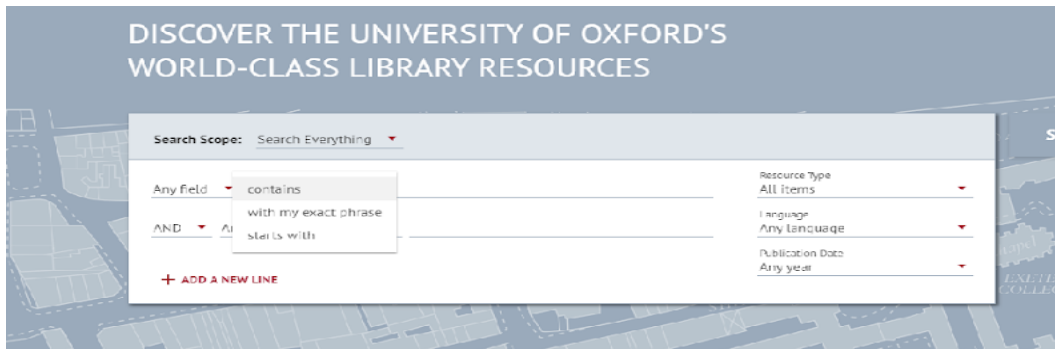 DISCOVER THE UNIVERSITY OF OXFORD'S
WORLD-CLASS LIBRARY RESOURCES
Search Scope: Search Everything
S
Any field
contains
with my exact phrase
starts with
AND
+ ADD A NEW LINE
Resource Type
All items
Language
Any language
Publication Date
Any year
COLLEG